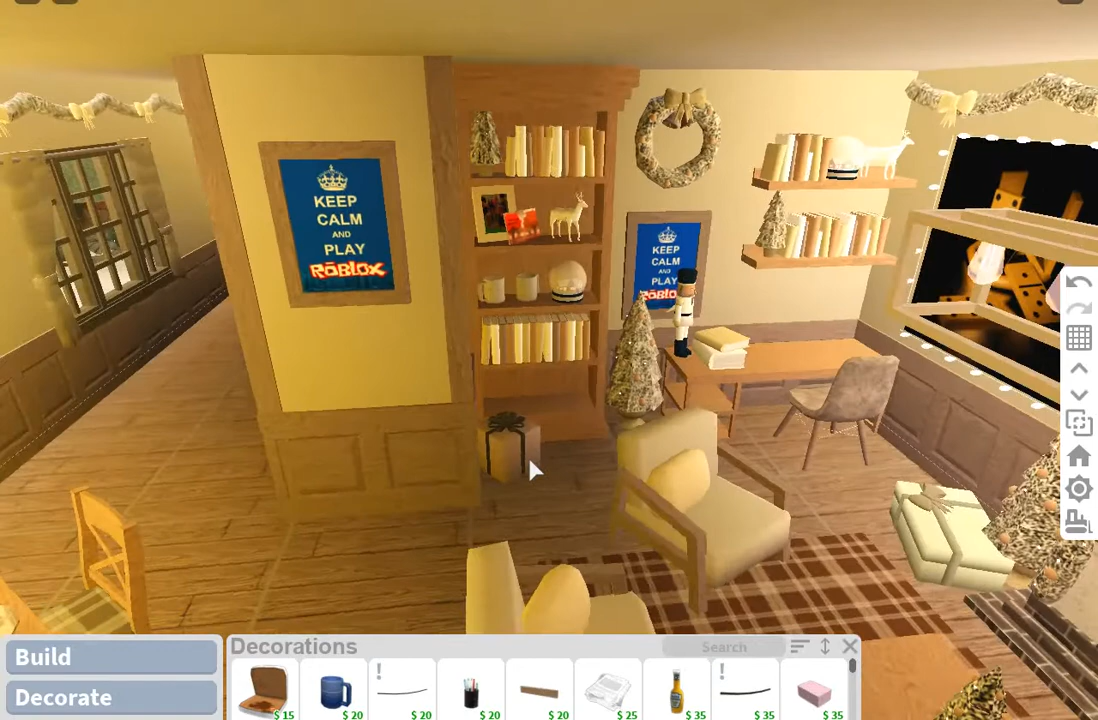 KEEP
CALM
AND
PLAY
ROBLOX
KEEP
CALM
AND
PLAY
ROBLOX
Build
Decorate
Decorations
Search
!
!
$ 15
$ 20
$ 20
$ 20
$ 20
$ 25
$ 35
$ 35
$ 35